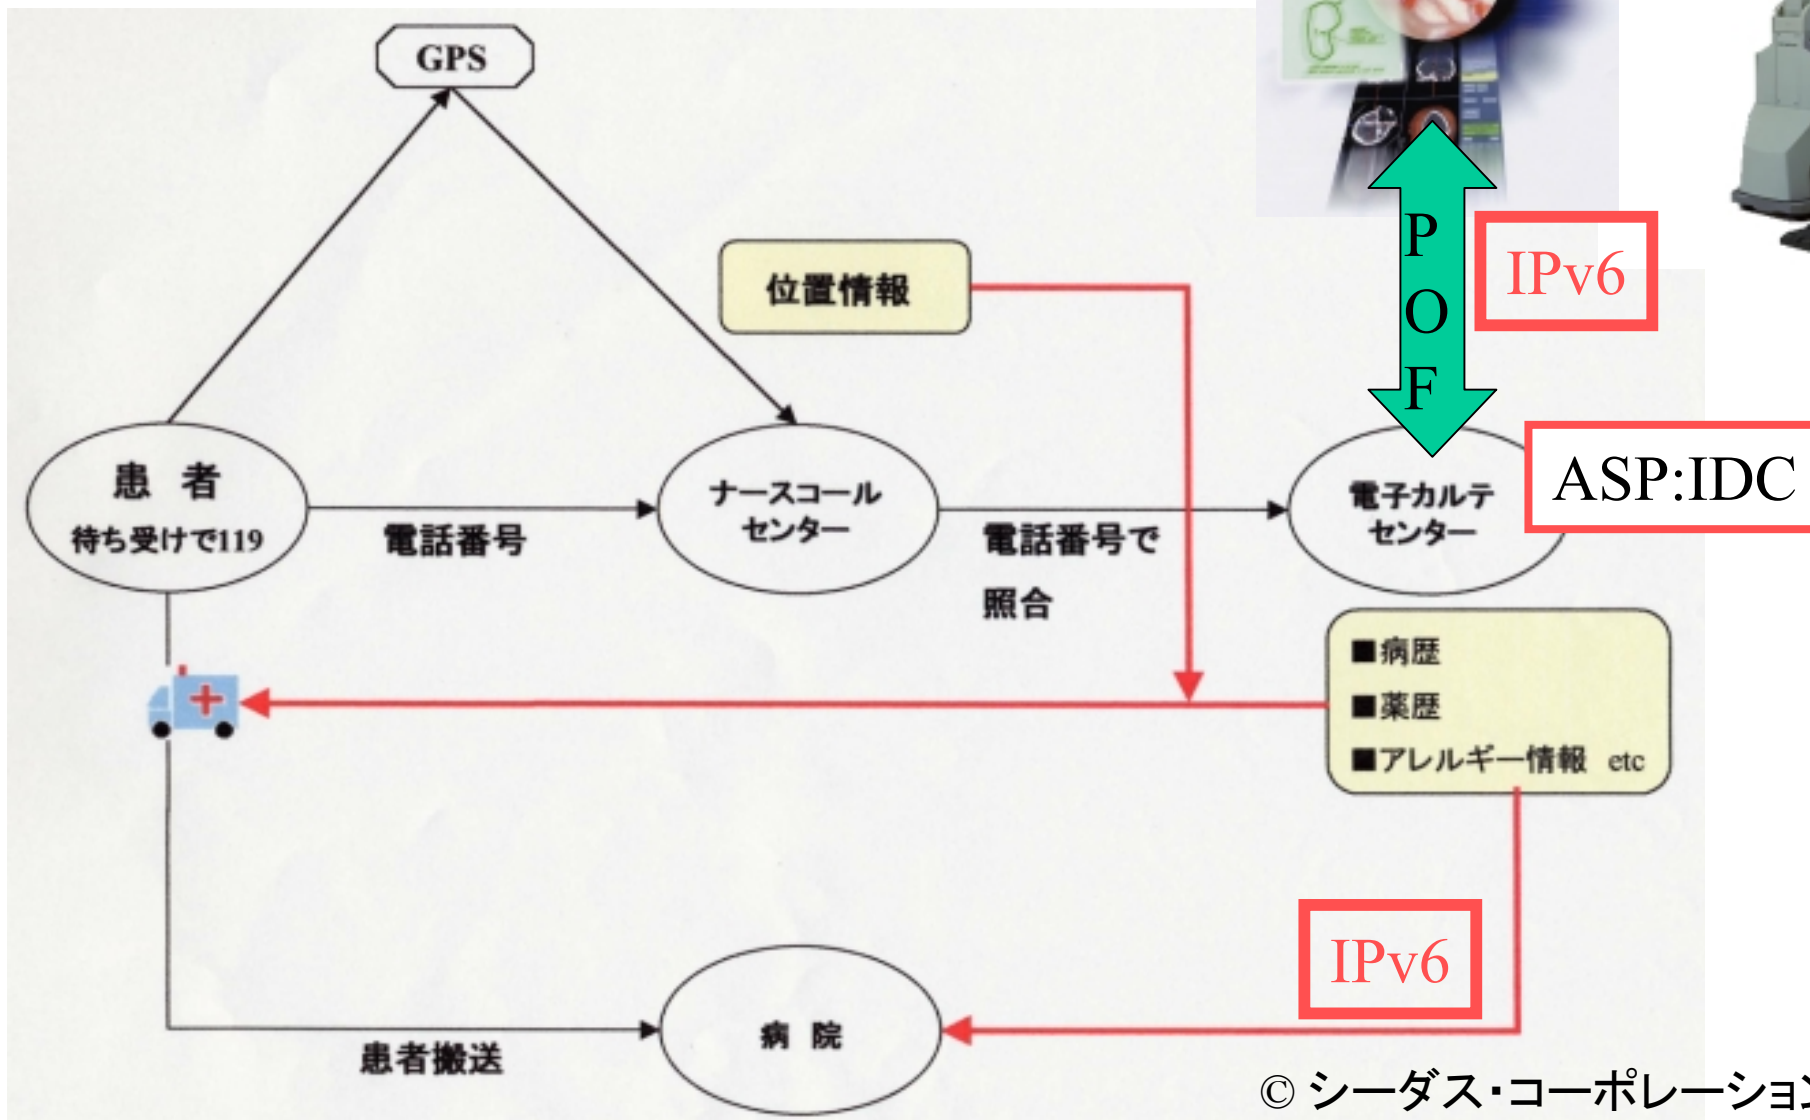 GPS
位置情報
POF
IPv6
患 者
待ち受けで119
電話番号
ナースコール
センター
電話番号で
照合
電子カルテ
センター
ASP:IDC
■病歴
■薬歴
■アレルギー情報 etc
IPv6
病 院
患者搬送
© シーダス・コーポレーション